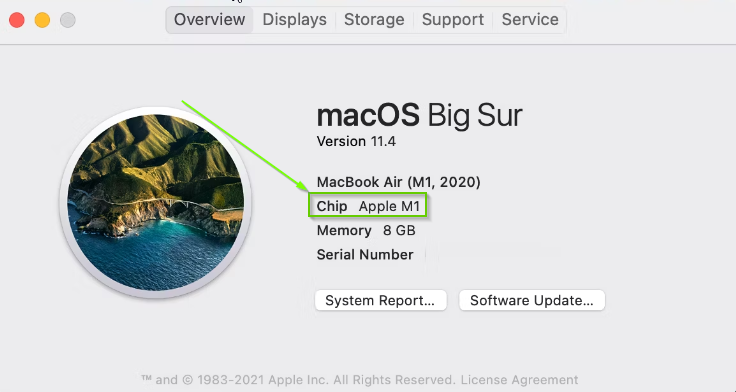 Overview Displays Storage Support Service
macOS Big Sur
Version 11.4
MacBook Air (M1, 2020)
Chip Apple M1
Memory 8 GB
Serial Number
System Report... Software Update...
™ and © 1983-2021 Apple Inc. All Rights Reserved. License Agreement